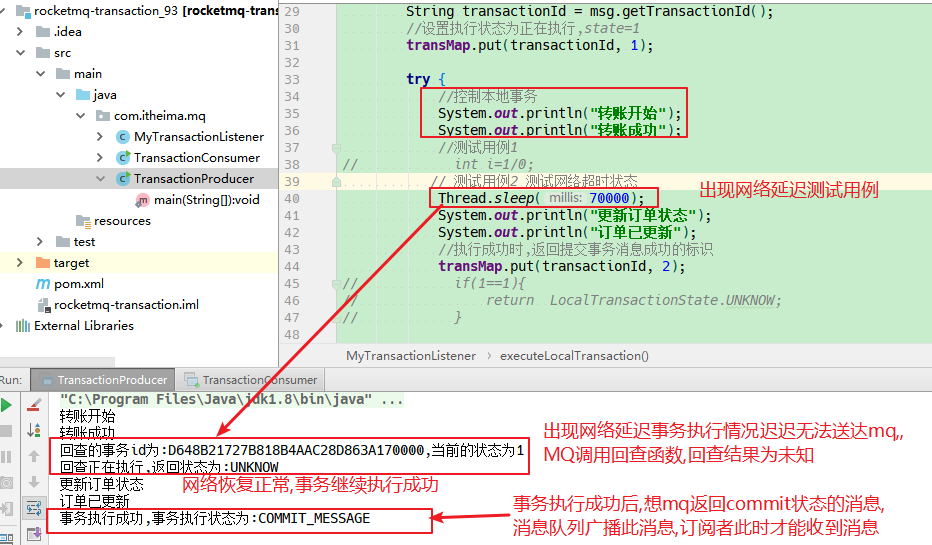 rocketmq-transaction_93 [rocketmq-trans
.idea
src
main
java
com.itheima.mq
MyTransactionListener
TransactionConsumer
TransactionProducer
main(String[]):void
resources
test
target
pom.xml
rocketmq-transaction.iml
External Libraries
29 String transactionId = msg.getTransactionId();
30 //设置执行状态为正在执行,state=1
31 transMap.put(transactionId, 1);
32
33 try {
34 //控制本地事务
35 System.out.println("转账开始");
36 System.out.println("转账成功");
37 //测试用例1
38 // int i=1/0;
39 // 测试用例2 测试网络超时状态
40 Thread.sleep( millis: 70000);
出现网络延迟测试用例
41 System.out.println("更新订单状态");
42 System.out.println("订单已更新");
43 //执行成功时,返回提交事务消息成功的标识
44 transMap.put(transactionId, 2);
45 // if(1==1){
46 // return LocalTransactionState.UNKNOW;
47 // }
48
MyTransactionListener › executeLocalTransaction()
Run: TransactionProducer TransactionConsumer
"C:\Program Files\Java\jdk1.8\bin\java" ...
转账开始
转账成功
回查的事务id为:D648B21727B818B4AAC28D863A170000,当前的状态为1
回查正在执行,返回状态为:UNKNOW
出现网络延迟事务执行情况迟迟无法送达mq,,
MQ调用回查函数,回查结果为未知
更新订单状态
网络恢复正常,事务继续执行成功
订单已更新
事务执行成功,事务执行状态为:COMMIT_MESSAGE
事务执行成功后,想mq返回commit状态的消息,
消息队列广播此消息,订阅者此时才能收到消息